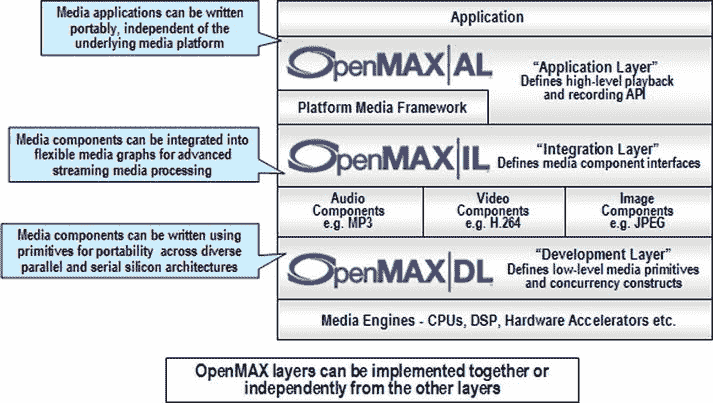 Media applications can be written
portably, independent of the
underlying media platform
Application
OpenMAX|AL
"Application Layer"
Defines high-level playback
and recording API
Platform Media Framework
Media components can be integrated into
flexible media graphs for advanced
streaming media processing
OpenMAX|IL
"Integration Layer"
Defines media component interfaces
Audio
Components
e.g. MP3
Video
Components
e.g. H.264
Image
Components
e.g. JPEG
Media components can be written using
primitives for portability across diverse
parallel and serial silicon architectures
OpenMAX|DL
"Development Layer"
Defines low-level media primitives
and concurrency constructs
Media Engines - CPUs, DSP, Hardware Accelerators etc.
OpenMAX layers can be implemented together or
independently from the other layers